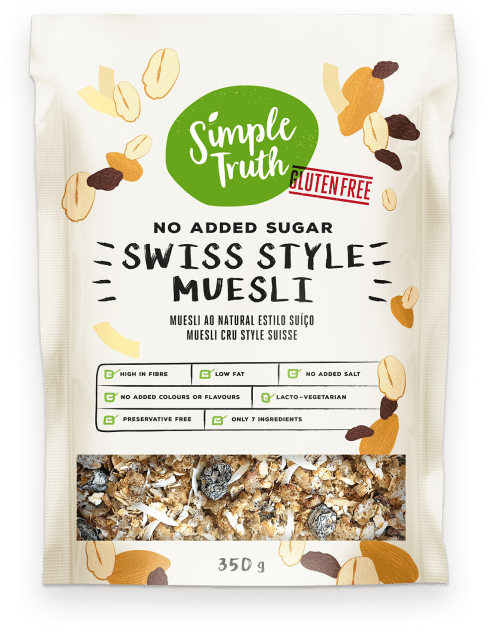 Simple
Truth
GLUTEN FREE
NO ADDED SUGAR
SWISS STYLE
MUESLI
MUESLI AO NATURAL ESTILO SUÍÇO
MUESLI CRU STYLE SUISSE
HIGH IN FIBRE LOW FAT NO ADDED SALT
NO ADDED COLOURS OR FLAVOURS LACTO-VEGETARIAN
PRESERVATIVE FREE ONLY 7 INGREDIENTS
350 g